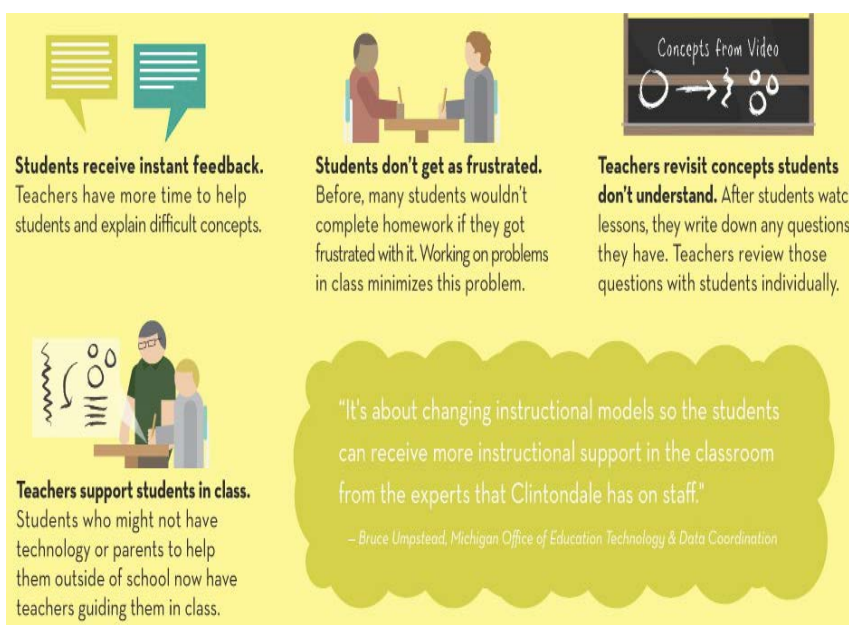 Concepts from Video
Students receive instant feedback.
Teachers have more time to help
students and explain difficult concepts.
Students don't get as frustrated.
Before, many students wouldn't
complete homework if they got
frustrated with it. Working on problems
in class minimizes this problem.
Teachers revisit concepts students
don't understand. After students watc
lessons, they write down any questions
they have. Teachers review those
questions with students individually.
Teachers support students in class.
Students who might not have
technology or parents to help
them outside of school now have
teachers guiding them in class.
“It's about changing instructional models so the students
can receive more instructional support in the classroom
from the experts that Clintondale has on staff.”
– Bruce Umpstead, Michigan Office of Education Technology & Data Coordination